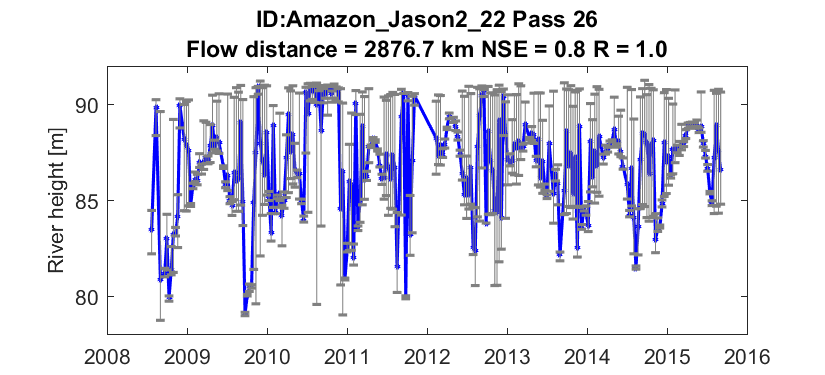 ID:Amazon_Jason2_22 Pass 26
Flow distance = 2876.7 km NSE = 0.8 R = 1.0
River height [m]
90
85
80
2008 2009 2010 2011 2012 2013 2014 2015 2016